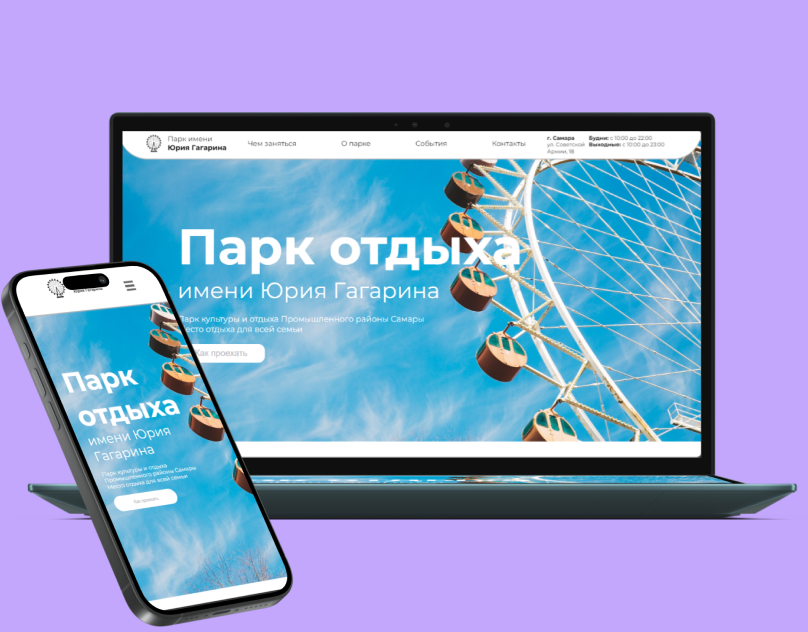 Парк имени
Юрия Гагарина
Чем заняться
О парке
События
Контакты
г. Самара
ул. Советской
Армии, 18
Будни: с 10:00 до 22:00
Выходные: с 10:00 до 23:00
Парк отдыха
имени Юрия Гагарина
Парк культуры и отдыха Промышленного районы Самары
место отдыха для всей семьи
Как проехать
Юрия Гагарина
Парк
отдыха
имени Юрия
Гагарина
Парк культуры и отдыха
Промышленного районы Самары
Место отдыха для всей семьи
Как проехать